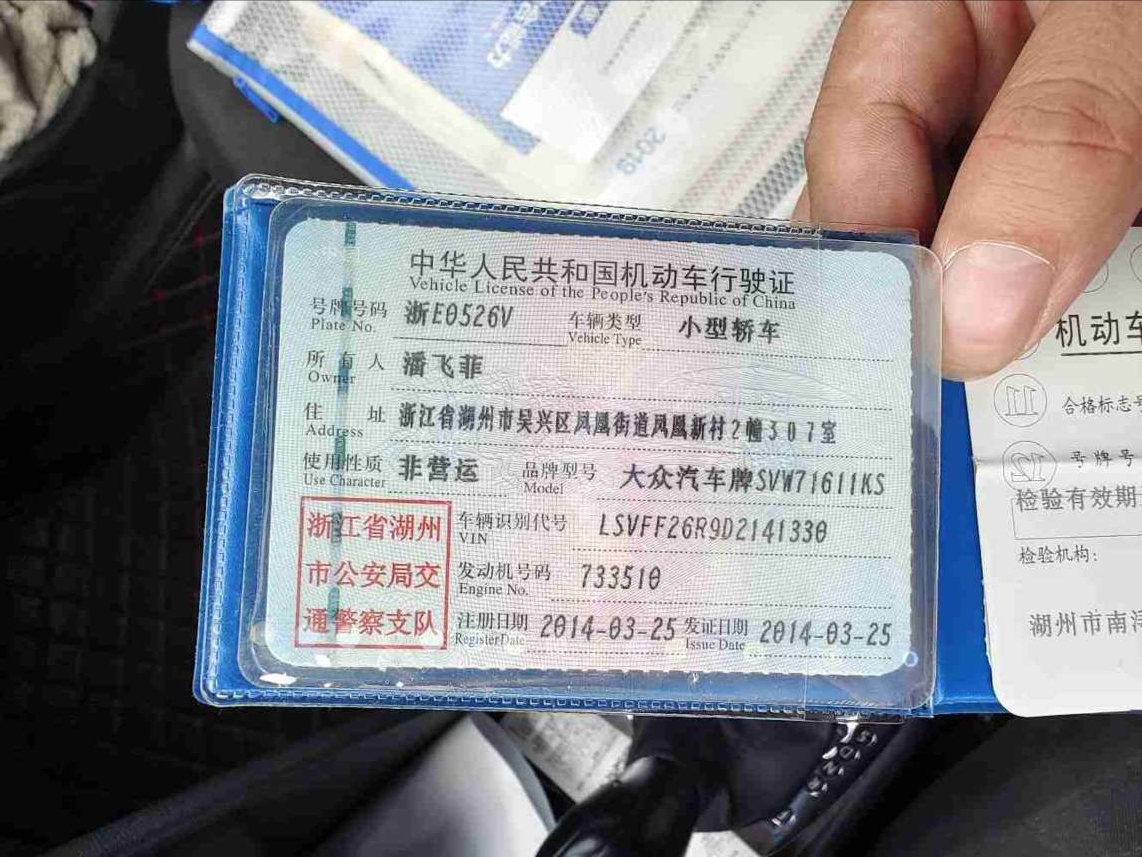 2019
中华人民共和国机动车行驶证
Vehicle License of the People's Republic of China
号牌号码 浙E0526V 车辆类型 小型轿车
Plate No. Vehicle Type
所有人 潘飞菲
Owner
住址 浙江省湖州市吴兴区凤凰街道凤凰新村2幢307室
Address
使用性质 非营运 品牌型号 大众汽车牌SVW71611KS
Use Character Model
浙江省湖州
市公安局交
通警察支队
车辆识别代号 LSVFF26R9D2141330
VIN
发动机号码 733510
Engine No.
注册日期 2014-03-25 发证日期 2014-03-25
Register Date Issue Date
机动车
11 合格标志号
12 号牌号
检验有效期
检验机构:
湖州市南浔